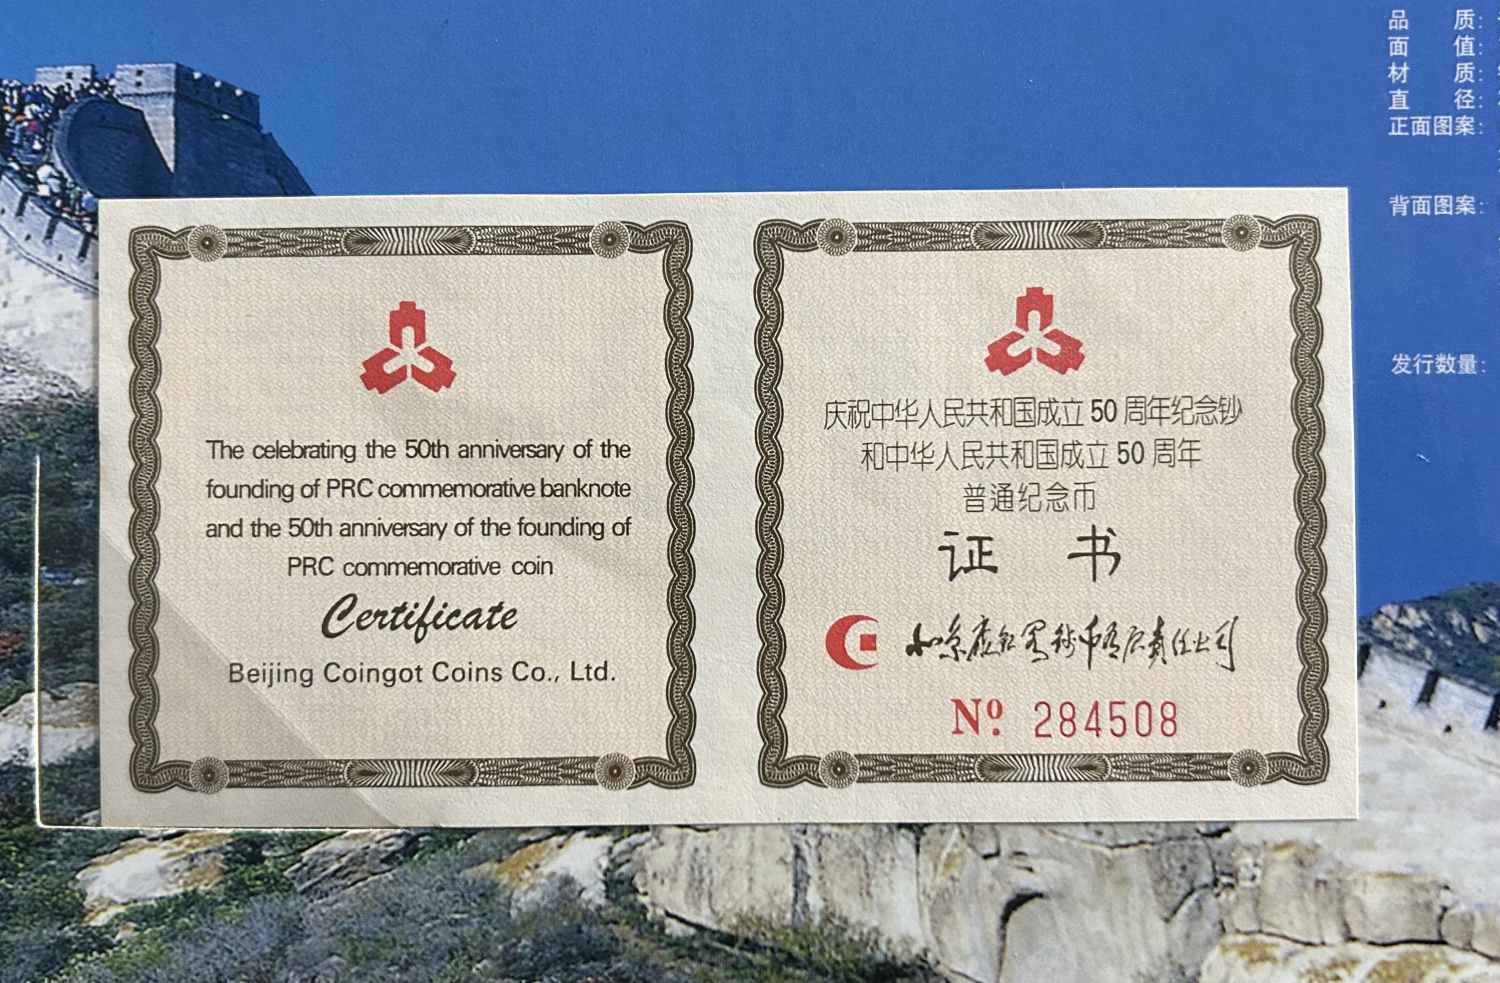 The celebrating the 50th anniversary of the
founding of PRC commemorative banknote
and the 50th anniversary of the founding of
PRC commemorative coin
Certificate
Beijing Coingot Coins Co., Ltd.
庆祝中华人民共和国成立50周年纪念钞
和中华人民共和国成立50周年
普通纪念币
证 书
№ 284508
品 质:
面 值:
材 质:
直 径:
正面图案:
背面图案:
发行数量: